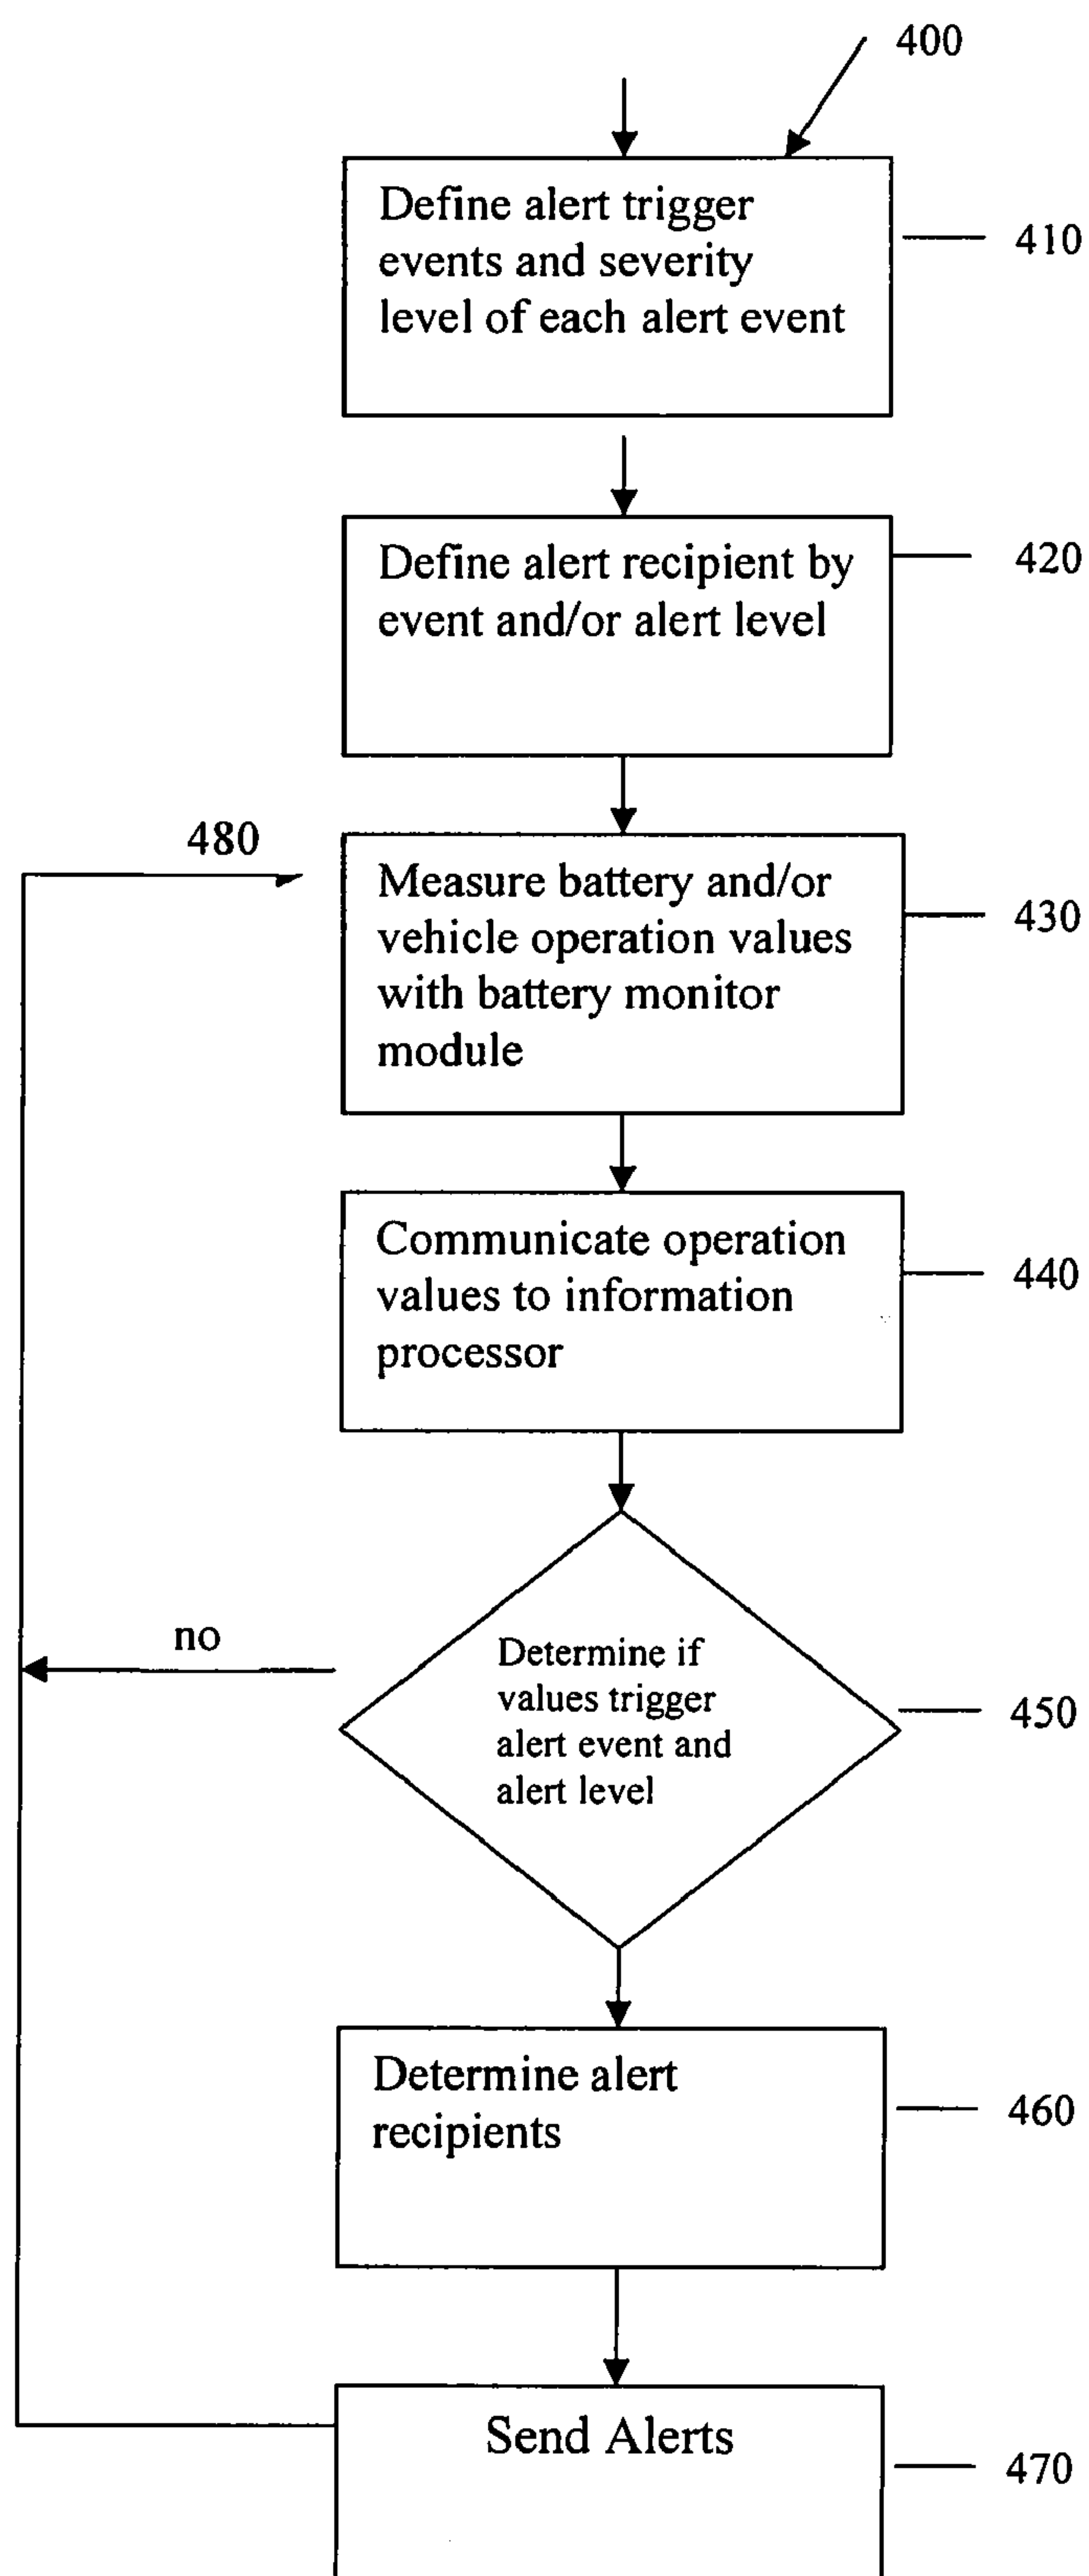 400
Define alert trigger
events and severity
level of each alert event
410
Define alert recipient by
event and/or alert level
420
480
Measure battery and/or
vehicle operation values
with battery monitor
module
430
Communicate operation
values to information
processor
440
no
Determine if
values trigger
alert event and
alert level
450
Determine alert
recipients
460
Send Alerts
470